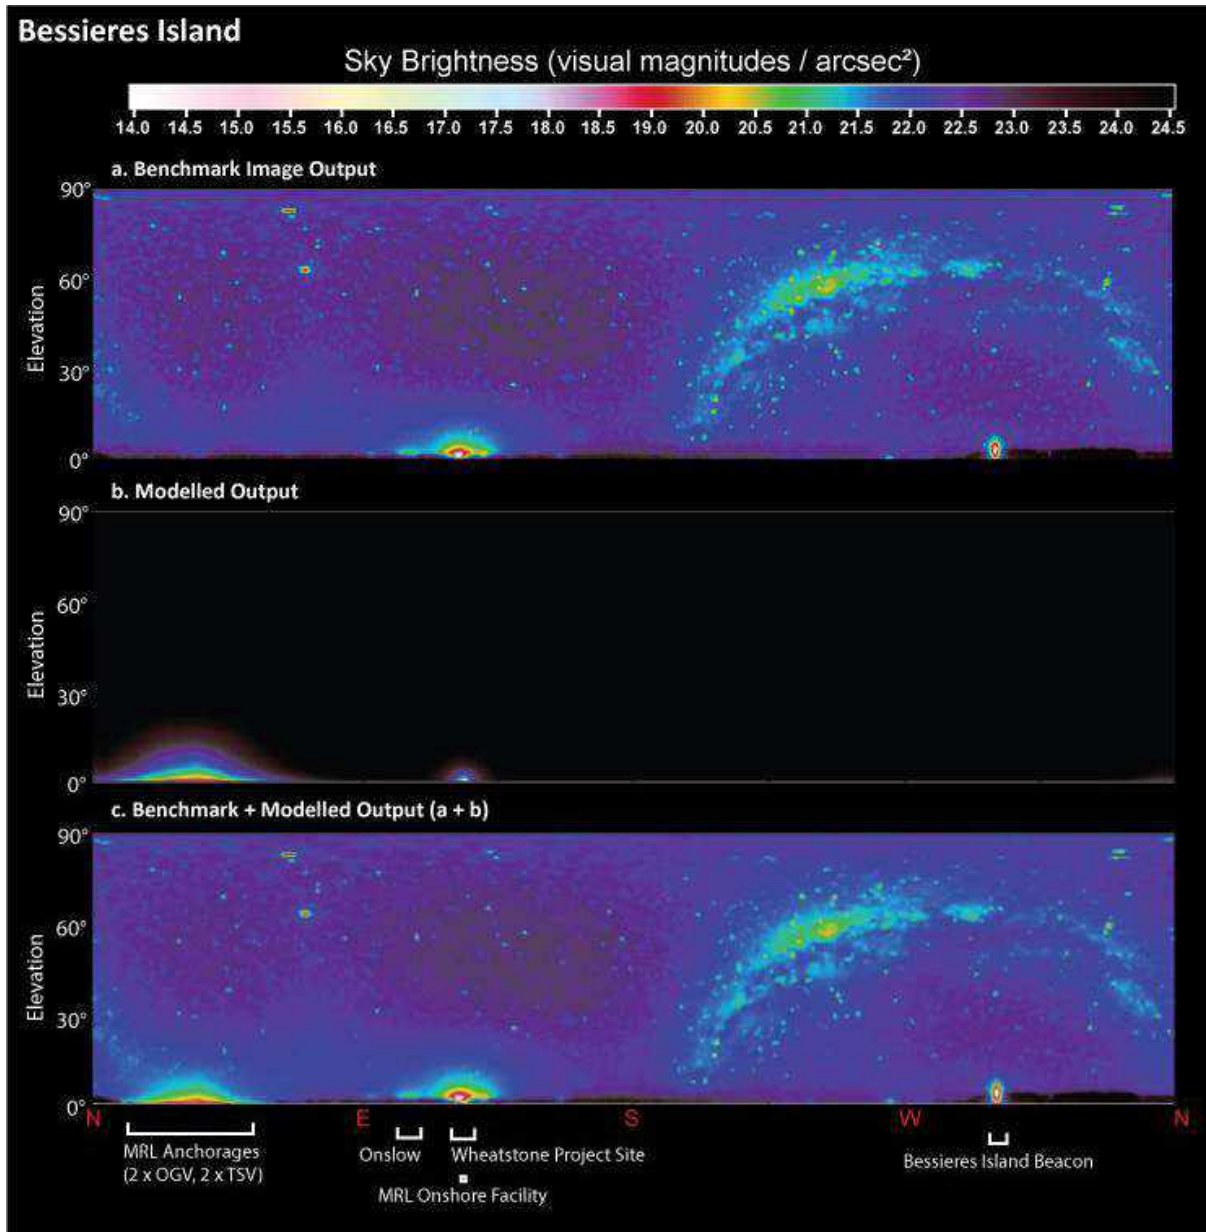 Bessieres Island
Sky Brightness (visual magnitudes / arcsec²)
14.0 14.5 15.0 15.5 16.0 16.5 17.0 17.5 18.0 18.5 19.0 19.5 20.0 20.5 21.0 21.5 22.0 22.5 23.0 23.5 24.0 24.5
a. Benchmark Image Output
90°
60°
30°
0°
Elevation
b. Modelled Output
90°
60°
30°
0°
Elevation
c. Benchmark + Modelled Output (a + b)
90°
60°
30°
0°
Elevation
N E S W N
MRL Anchorages
(2 x OGV, 2 x TSV)
Onslow
Wheatstone Project Site
MRL Onshore Facility
Bessieres Island Beacon